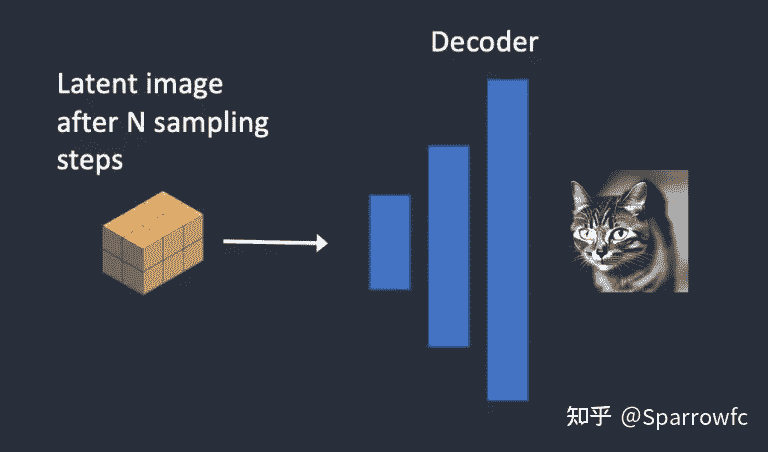 Decoder
Latent image
after N sampling
steps
知乎 @Sparrowfc